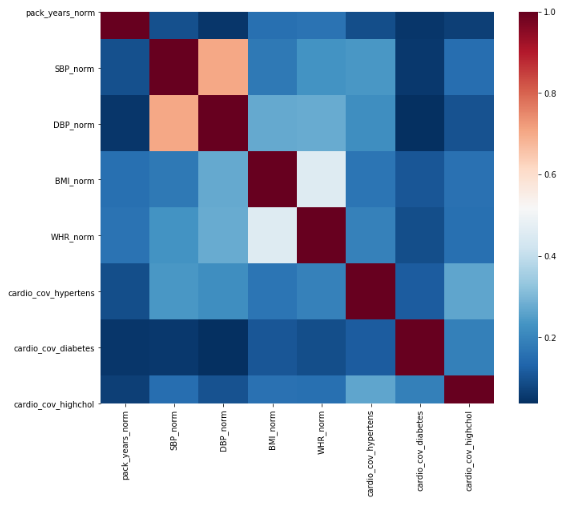 pack_years_norm
SBP_norm
DBP_norm
BMI_norm
WHR_norm
cardio_cov_hypertens
cardio_cov_diabetes
cardio_cov_highchol
pack_years_norm
SBP_norm
DBP_norm
BMI_norm
WHR_norm
cardio_cov_hypertens
cardio_cov_diabetes
cardio_cov_highchol
1.0
0.8
0.6
0.4
0.2